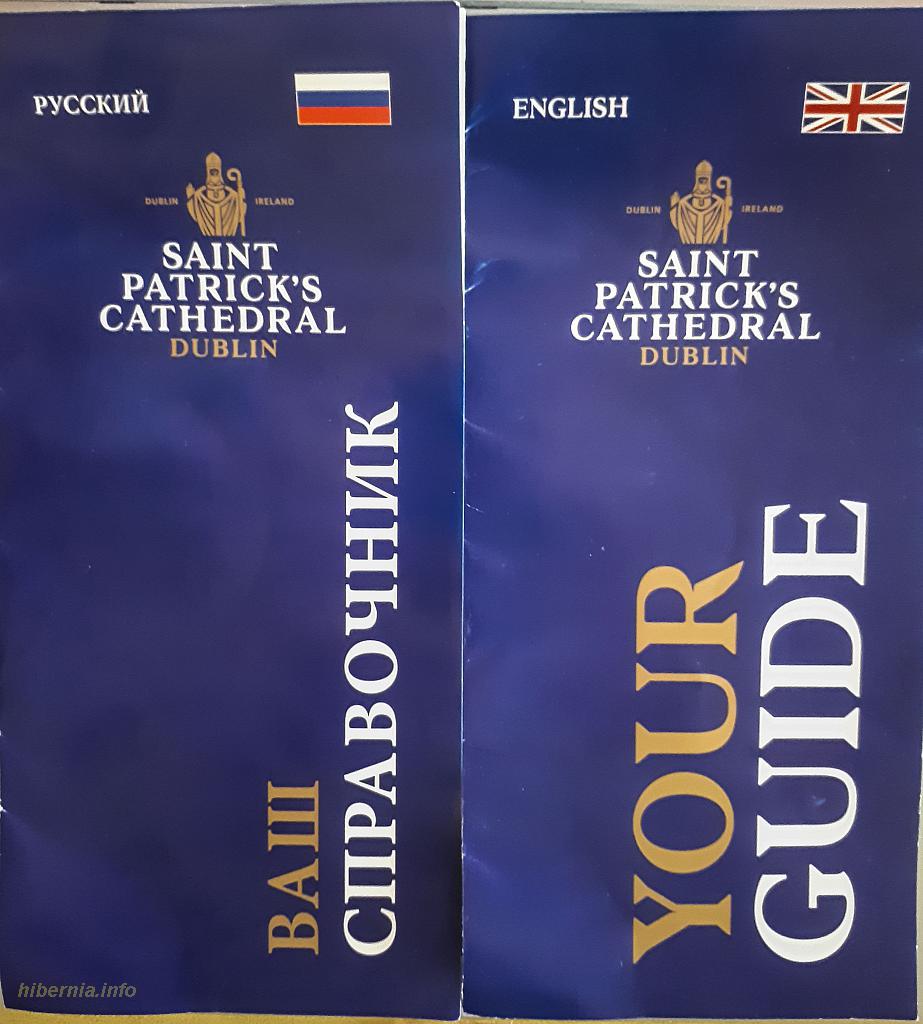 РУССКИЙ
DUBLIN IRELAND
SAINT
PATRICK'S
CATHEDRAL
DUBLIN
ВАШ
СПРАВОЧНИК
ENGLISH
DUBLIN IRELAND
SAINT
PATRICK'S
CATHEDRAL
DUBLIN
YOUR
GUIDE
hibernia.info